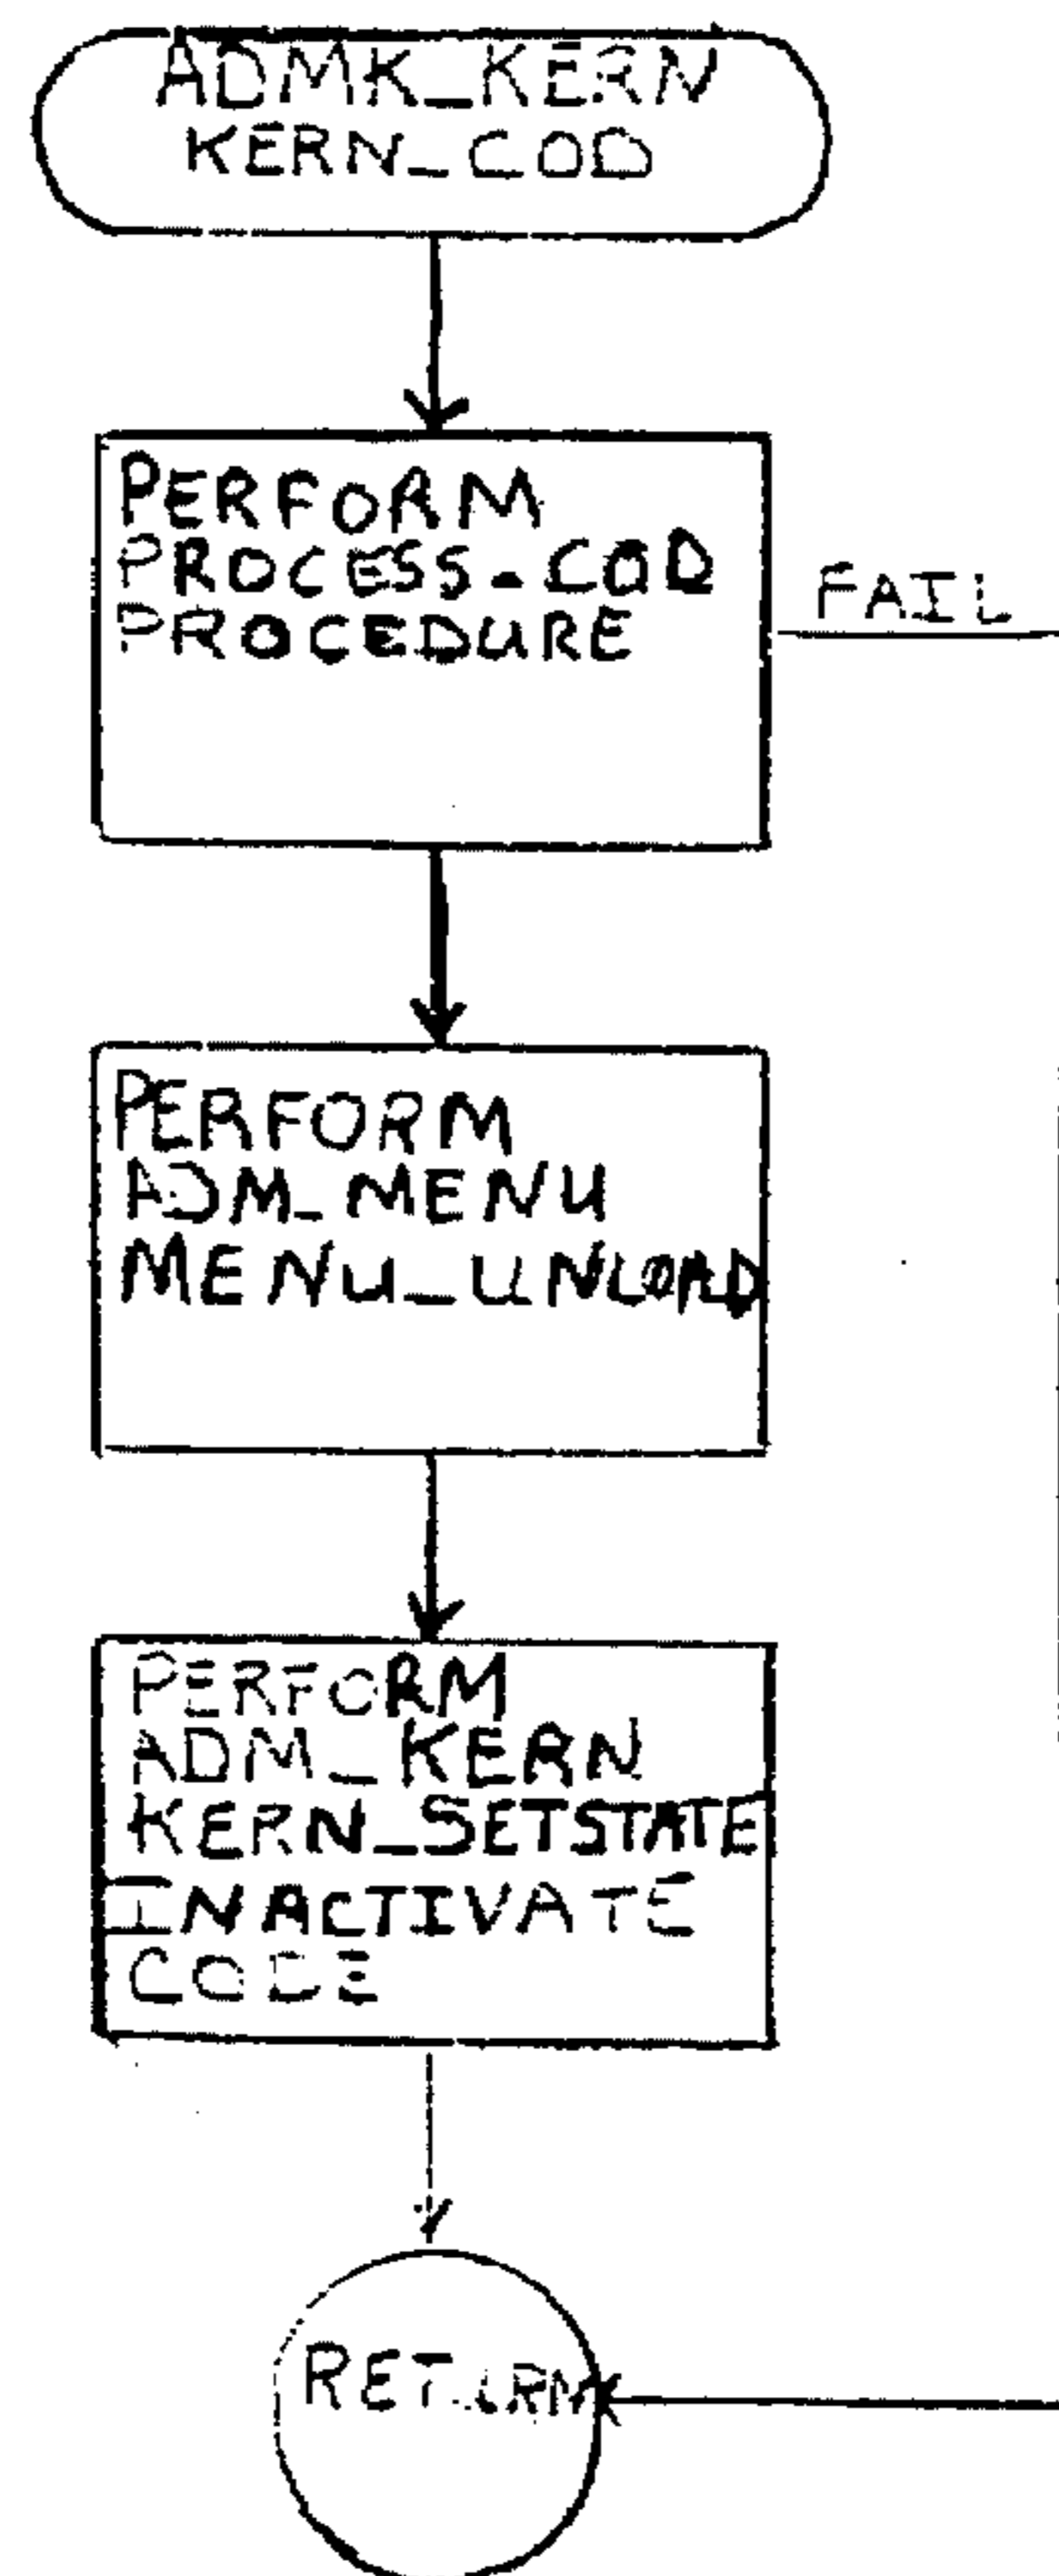 ADMK_KERN
KERN_COD
PERFORM
PROCESS-COD
PROCEDURE
FAIL
PERFORM
ADM_MENU
MENU_UNLOAD
PERFORM
ADM_KERN
KERN_SETSTATE
INACTIVATE
CODE
RETURN